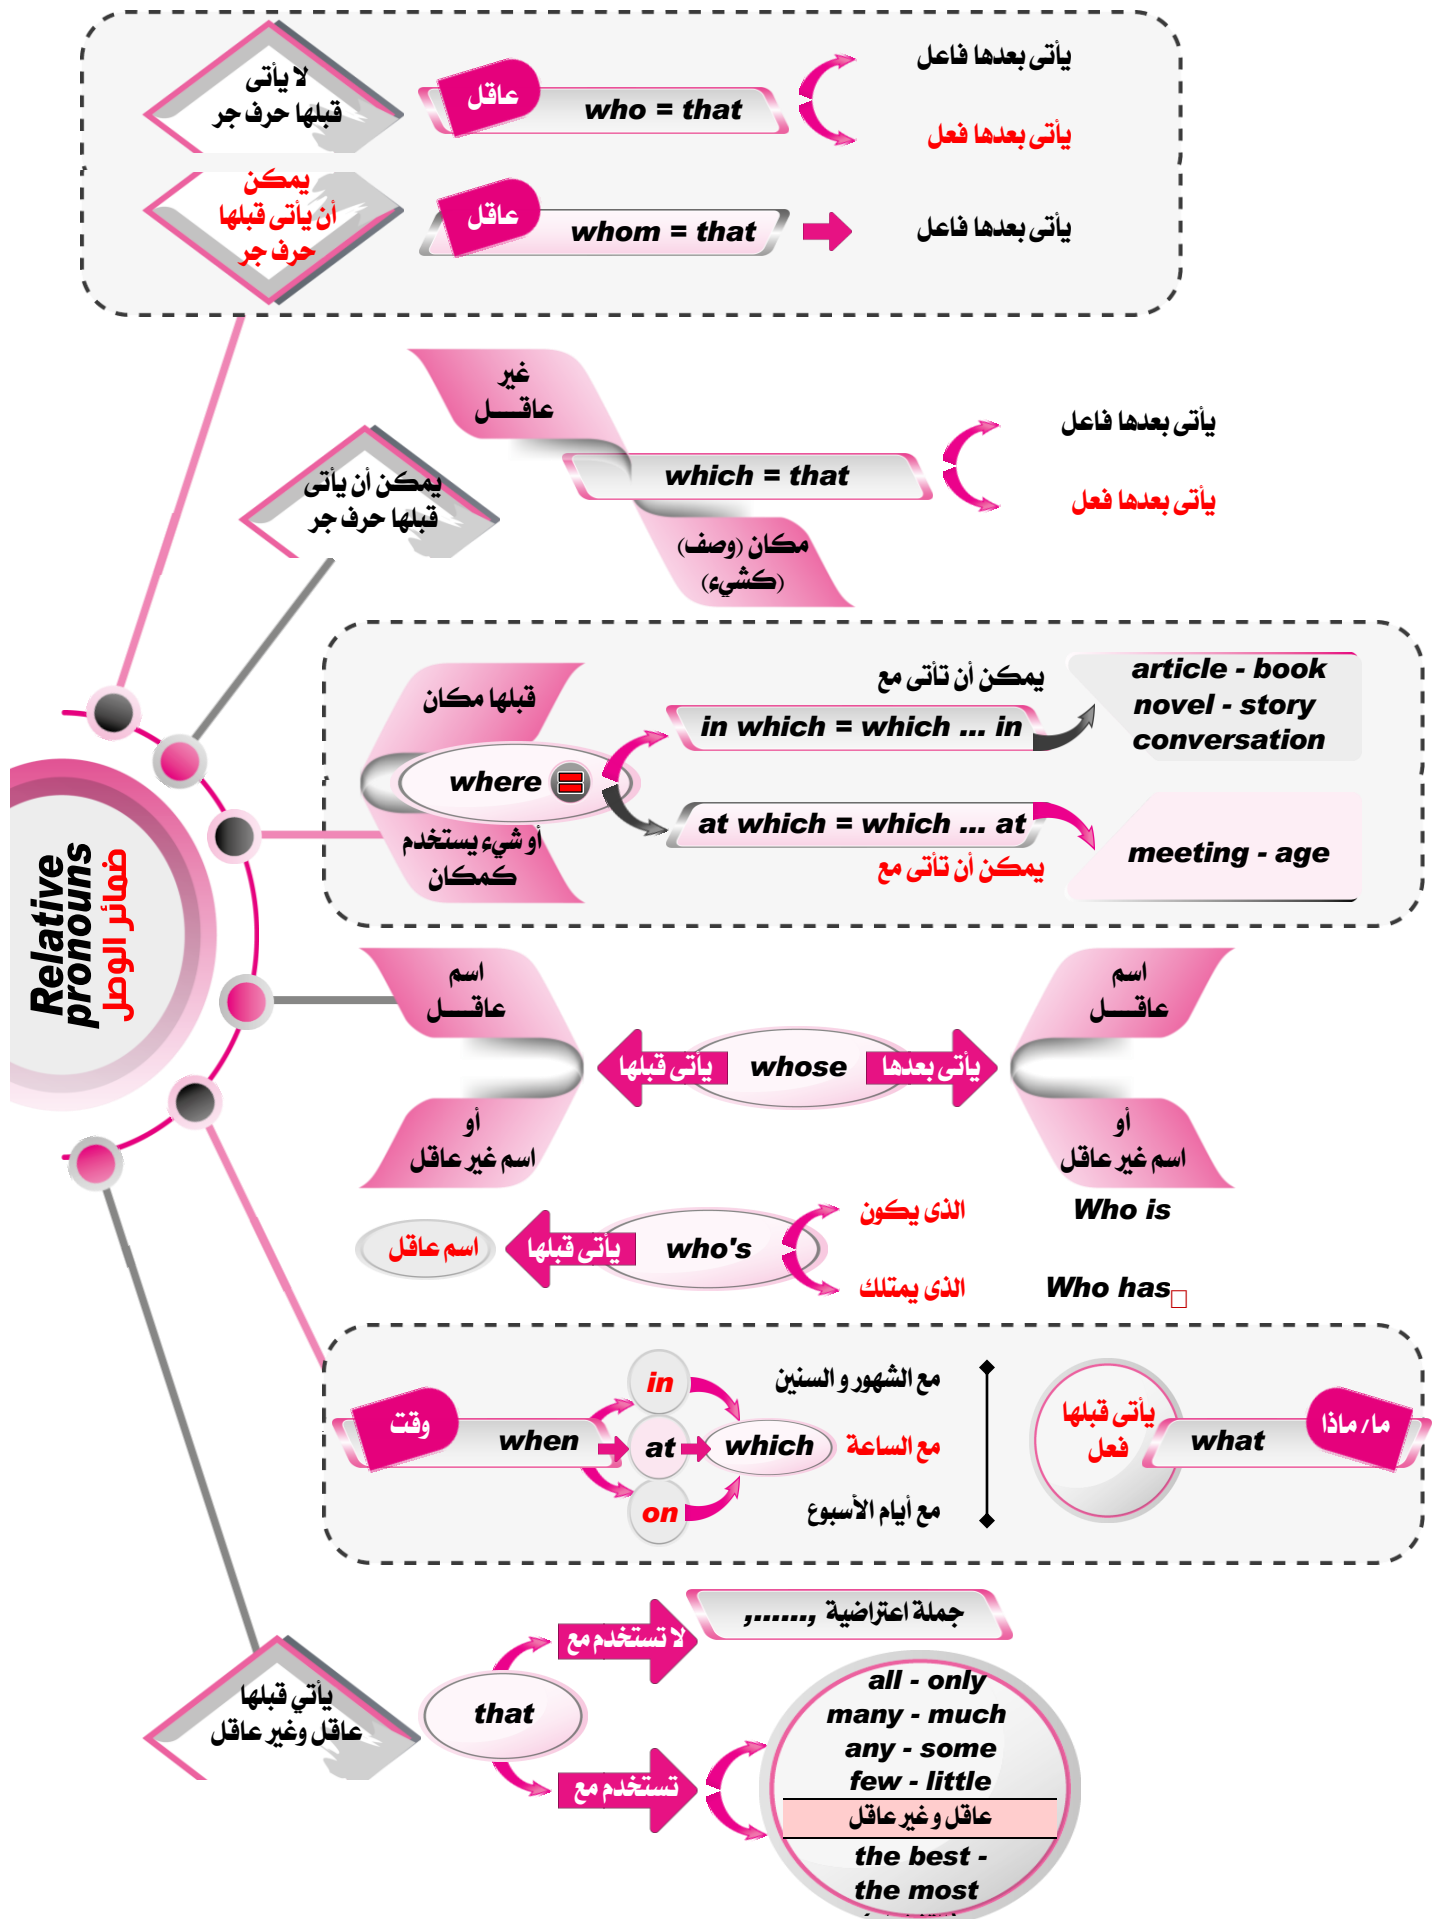 لا يأتى
قبلها حرف جر
عاقل
who = that
يأتى بعدها فاعل
يأتى بعدها فعل
يمكن
أن يأتى قبلها
حرف جر
عاقل
whom = that
يأتى بعدها فاعل
غير
عاقــــل
يمكن أن يأتى
قبلها حرف جر
which = that
يأتى بعدها فاعل
يأتى بعدها فعل
مكان (وصف)
(كشيء)
قبلها مكان
where =
أو شيء يستخدم
كمكان
يمكن أن تأتى مع
in which = which ... in
article - book
novel - story
conversation
at which = which ... at
يمكن أن تأتى مع
meeting - age
Relative
pronouns
ضمائر الوصل
اسم
عاقــــل
أو
اسم غير عاقل
يأتى قبلها
whose
يأتى بعدها
اسم
عاقــــل
أو
اسم غير عاقل
اسم عاقل
يأتى قبلها
who's
الذى يكون
Who is
الذى يمتلك
Who has
وقت
when
in
at
on
which
مع الشهور و السنين
مع الساعة
مع أيام الأسبوع
يأتى قبلها
فعل
what
ما/ ماذا
يأتي قبلها
عاقل وغير عاقل
that
لا تستخدم مع
جملة اعتراضية ,......,
تستخدم مع
all - only
many - much
any - some
few - little
عاقل و غير عاقل
the best -
the most